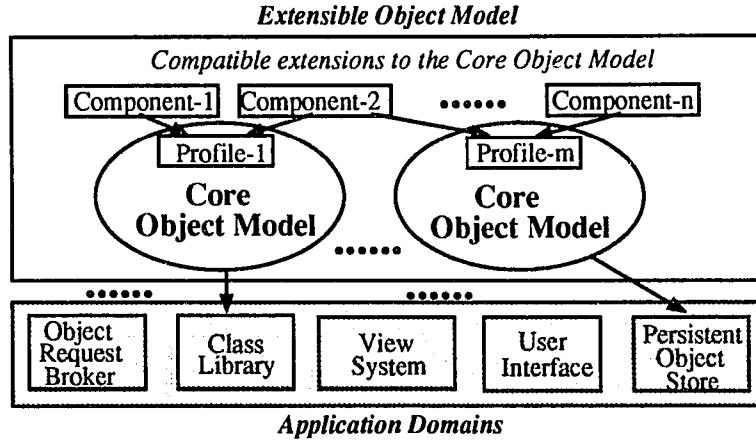 Extensible Object Model
Compatible extensions to the Core Object Model
Component-1
Component-2
Component-n
Profile-1
Profile-m
Core
Object Model
Core
Object Model
Object
Request
Broker
Class
Library
View
System
User
Interface
Persistent
Object
Store
Application Domains